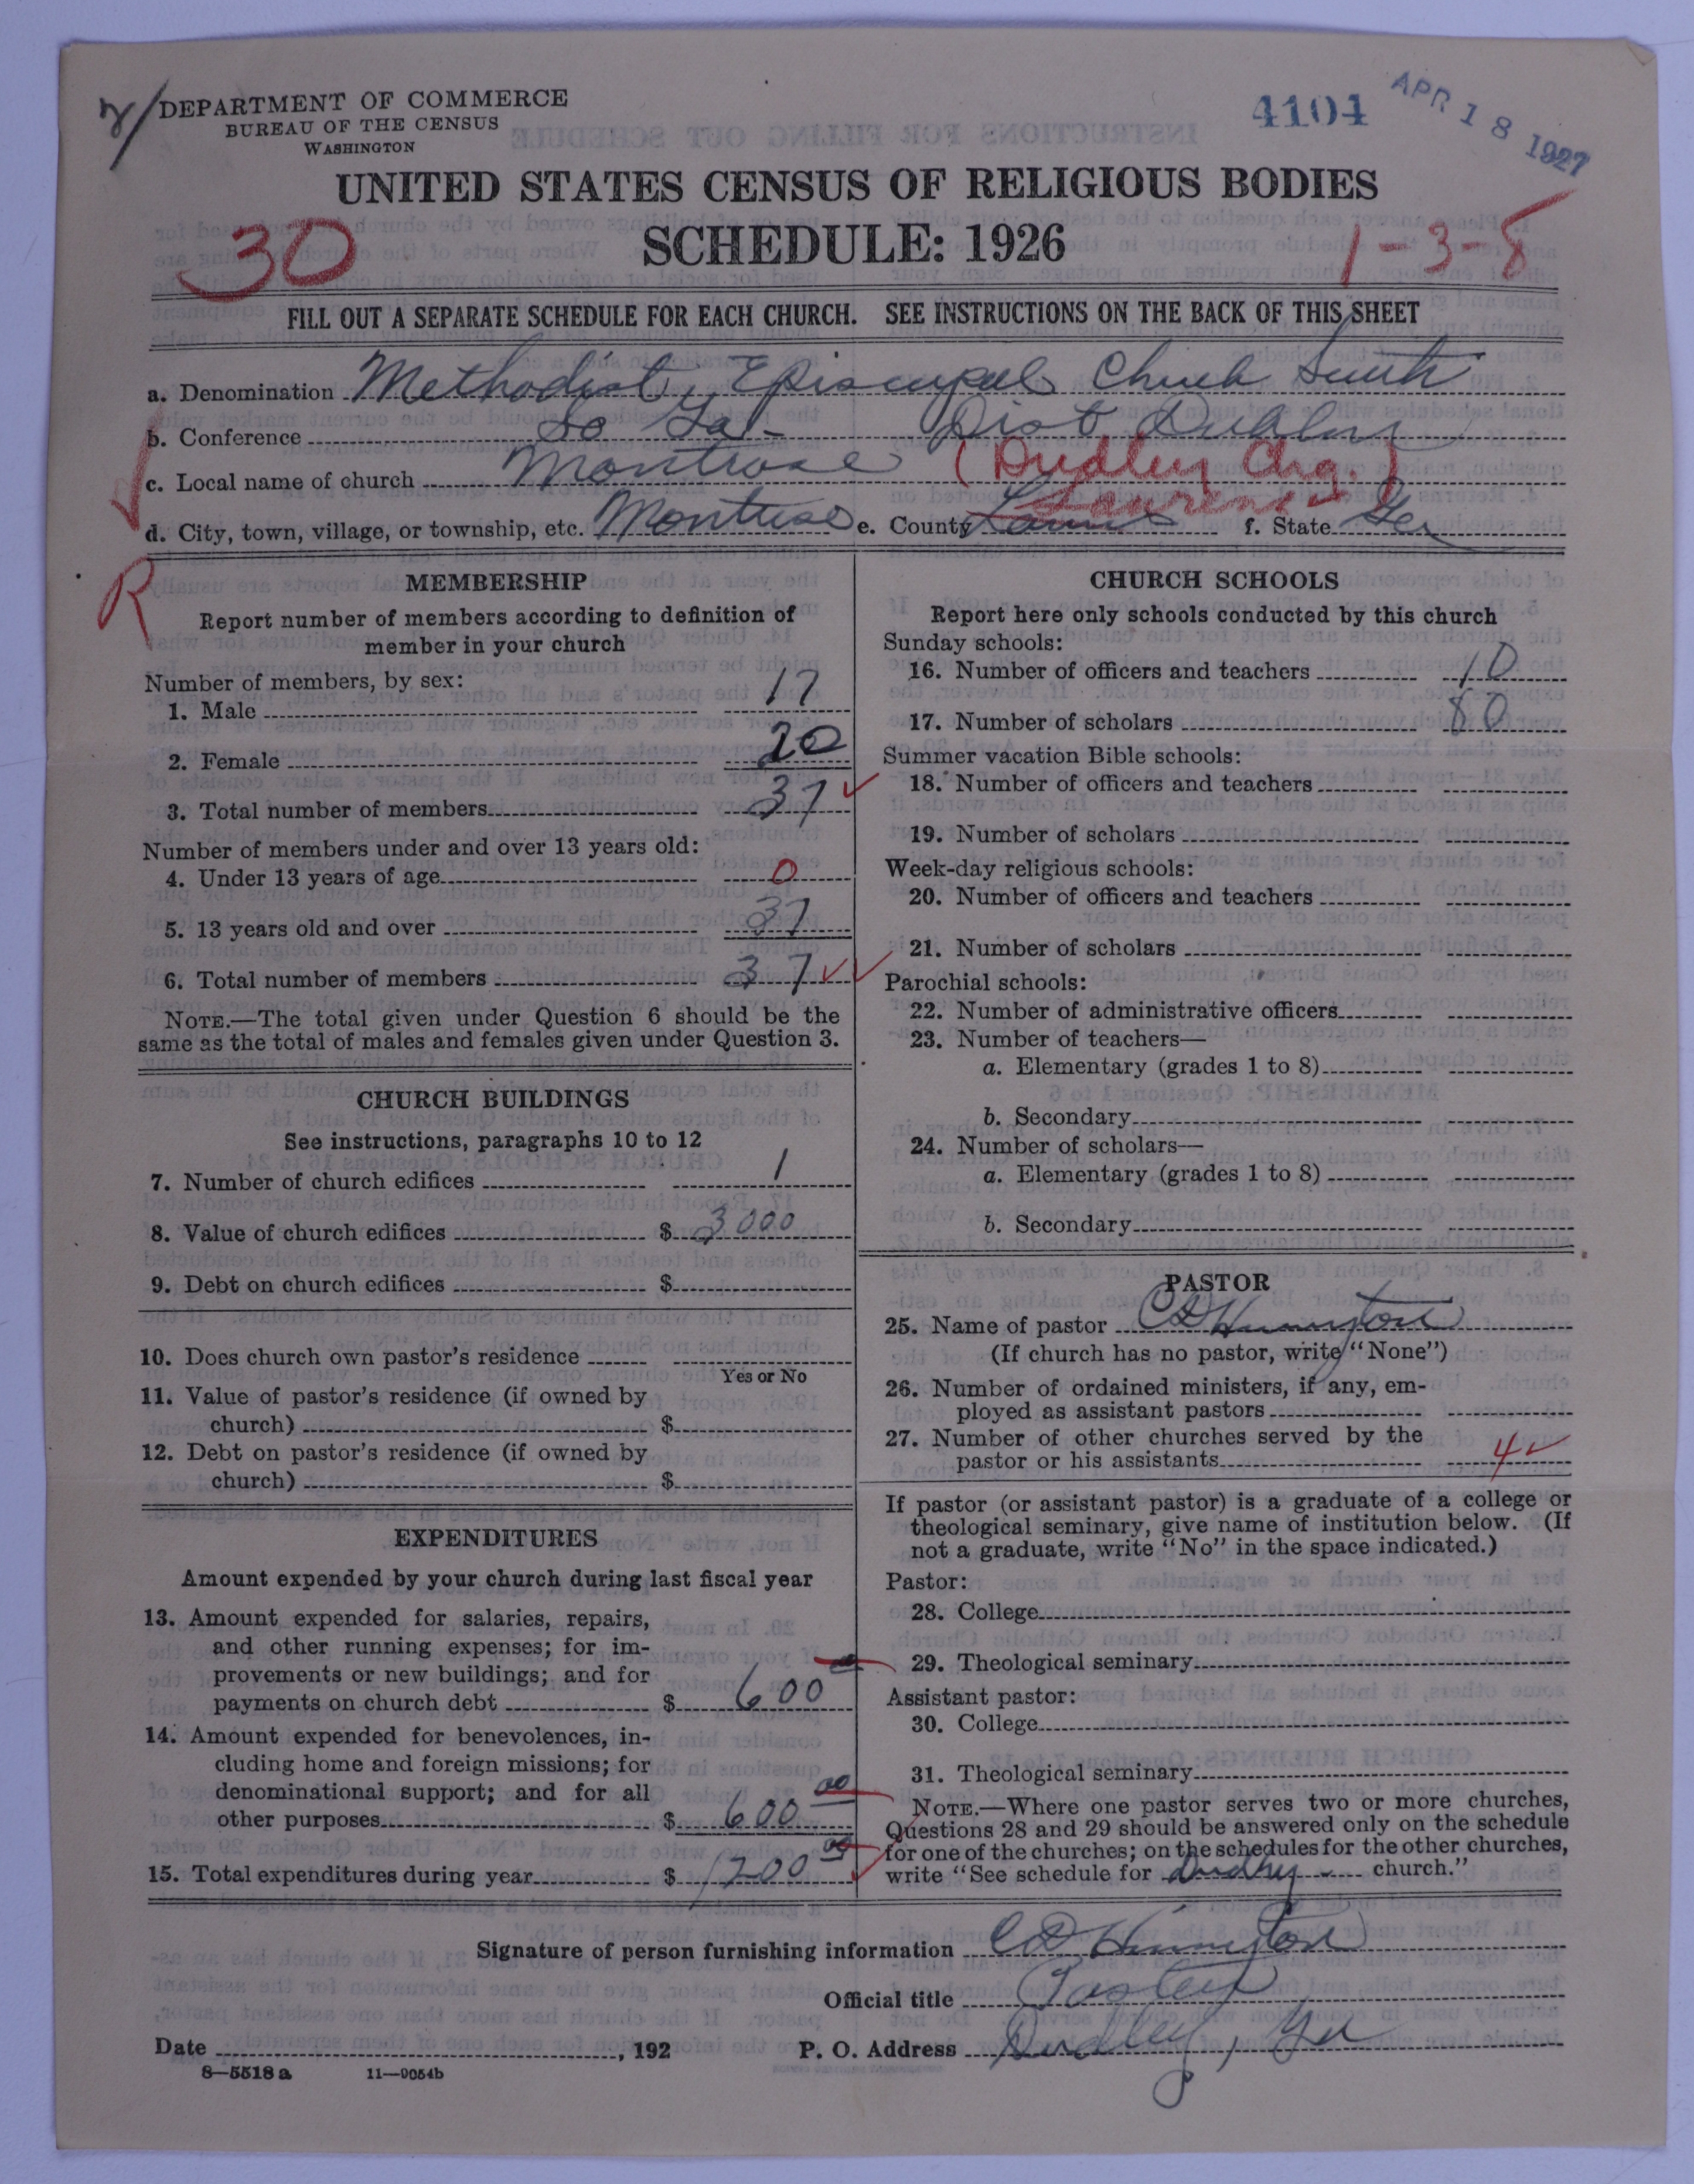 DEPARTMENT OF COMMERCE
BUREAU OF THE CENSUS
WASHINGTON
4104
APR 18 1927
UNITED STATES CENSUS OF RELIGIOUS BODIES
SCHEDULE: 1926
30
1-3-8
FILL OUT A SEPARATE SCHEDULE FOR EACH CHURCH. SEE INSTRUCTIONS ON THE BACK OF THIS SHEET
a. Denomination Methodist Episcopal Church South
b. Conference So Ga. Dist Dublin
c. Local name of church Montrose (Dudley Chg.)
d. City, town, village, or township, etc. Montrose e. County Laurens f. State Ga
R
MEMBERSHIP
Report number of members according to definition of
member in your church
Number of members, by sex:
1. Male 17
2. Female 20
3. Total number of members 37
Number of members under and over 13 years old:
4. Under 13 years of age 0
5. 13 years old and over 37
6. Total number of members 37
NOTE.—The total given under Question 6 should be the
same as the total of males and females given under Question 3.
CHURCH BUILDINGS
See instructions, paragraphs 10 to 12
7. Number of church edifices 1
8. Value of church edifices $ 3000
9. Debt on church edifices $
10. Does church own pastor's residence
Yes or No
11. Value of pastor's residence (if owned by
church) $
12. Debt on pastor's residence (if owned by
church) $
EXPENDITURES
Amount expended by your church during last fiscal year
13. Amount expended for salaries, repairs,
and other running expenses; for im-
provements or new buildings; and for
payments on church debt $ 600
14. Amount expended for benevolences, in-
cluding home and foreign missions; for
denominational support; and for all
other purposes $ 600 00
15. Total expenditures during year $ 1200 00
CHURCH SCHOOLS
Report here only schools conducted by this church
Sunday schools:
16. Number of officers and teachers 10
17. Number of scholars 80
Summer vacation Bible schools:
18. Number of officers and teachers
19. Number of scholars
Week-day religious schools:
20. Number of officers and teachers
21. Number of scholars
Parochial schools:
22. Number of administrative officers
23. Number of teachers—
a. Elementary (grades 1 to 8)
b. Secondary
24. Number of scholars—
a. Elementary (grades 1 to 8)
b. Secondary
PASTOR
25. Name of pastor
(If church has no pastor, write "None")
26. Number of ordained ministers, if any, em-
ployed as assistant pastors
27. Number of other churches served by the
pastor or his assistants 4
If pastor (or assistant pastor) is a graduate of a college or
theological seminary, give name of institution below. (If
not a graduate, write "No" in the space indicated.)
Pastor:
28. College
29. Theological seminary
Assistant pastor:
30. College
31. Theological seminary
NOTE.—Where one pastor serves two or more churches,
Questions 28 and 29 should be answered only on the schedule
for one of the churches; on the schedules for the other churches,
write "See schedule for Dudley church."
Signature of person furnishing information
Official title Pastor
Date , 192 P. O. Address Dudley, Ga
8—5518a 11—9054b